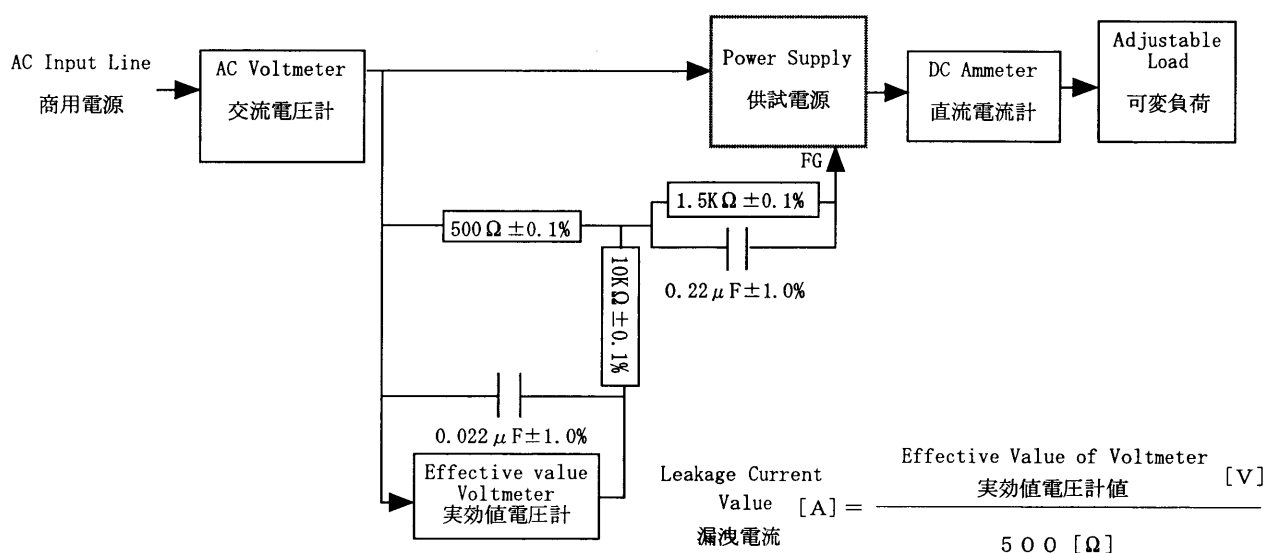 AC Input Line
商用電源
AC Voltmeter
交流電圧計
Power Supply
供試電源
DC Ammeter
直流電流計
Adjustable
Load
可変負荷
FG
1.5KΩ±0.1%
500Ω±0.1%
10KΩ±0.1%
0.22μF±1.0%
0.022μF±1.0%
Effective value
Voltmeter
実効値電圧計
Leakage Current
Value [A] =
漏洩電流
Effective Value of Voltmeter [V]
実効値電圧計値
500 [Ω]